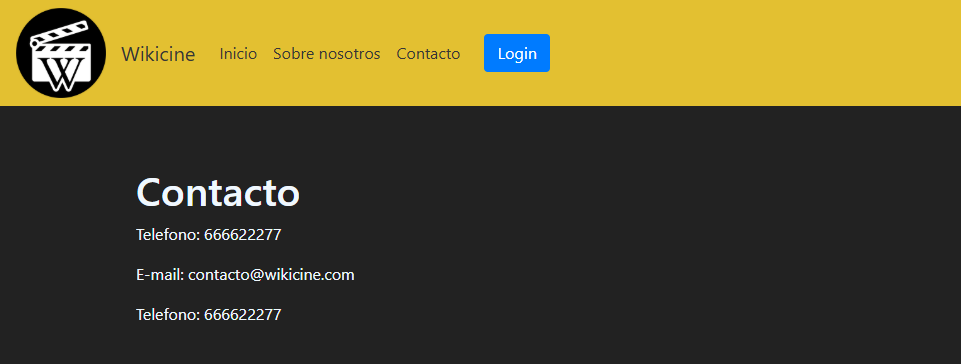 W
Wikicine Inicio Sobre nosotros Contacto Login
Contacto
Telefono: 666622277
E-mail: contacto@wikicine.com
Telefono: 666622277